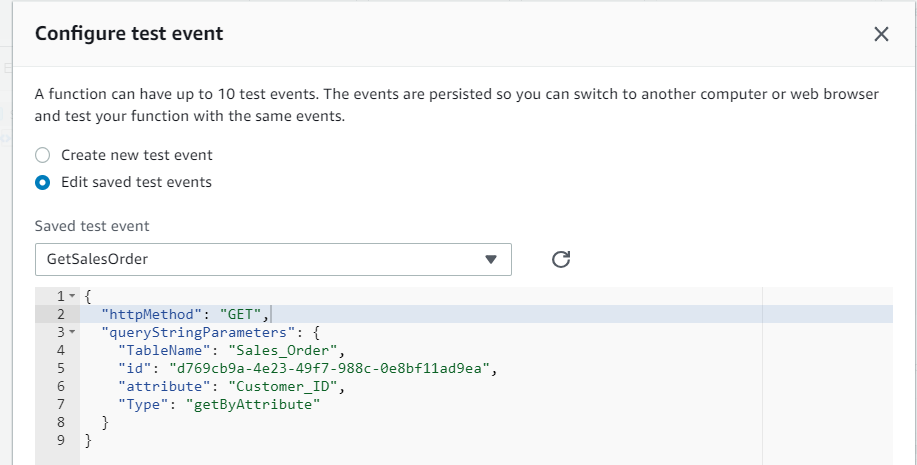 Configure test event
A function can have up to 10 test events. The events are persisted so you can switch to another computer or web browser
and test your function with the same events.
Create new test event
Edit saved test events
Saved test event
GetSalesOrder
1 {
2 "httpMethod": "GET",
3 "queryStringParameters": {
4 "TableName": "Sales_Order",
5 "id": "d769cb9a-4e23-49f7-988c-0e8bf11ad9ea",
6 "attribute": "Customer_ID",
7 "Type": "getByAttribute"
8 }
9 }